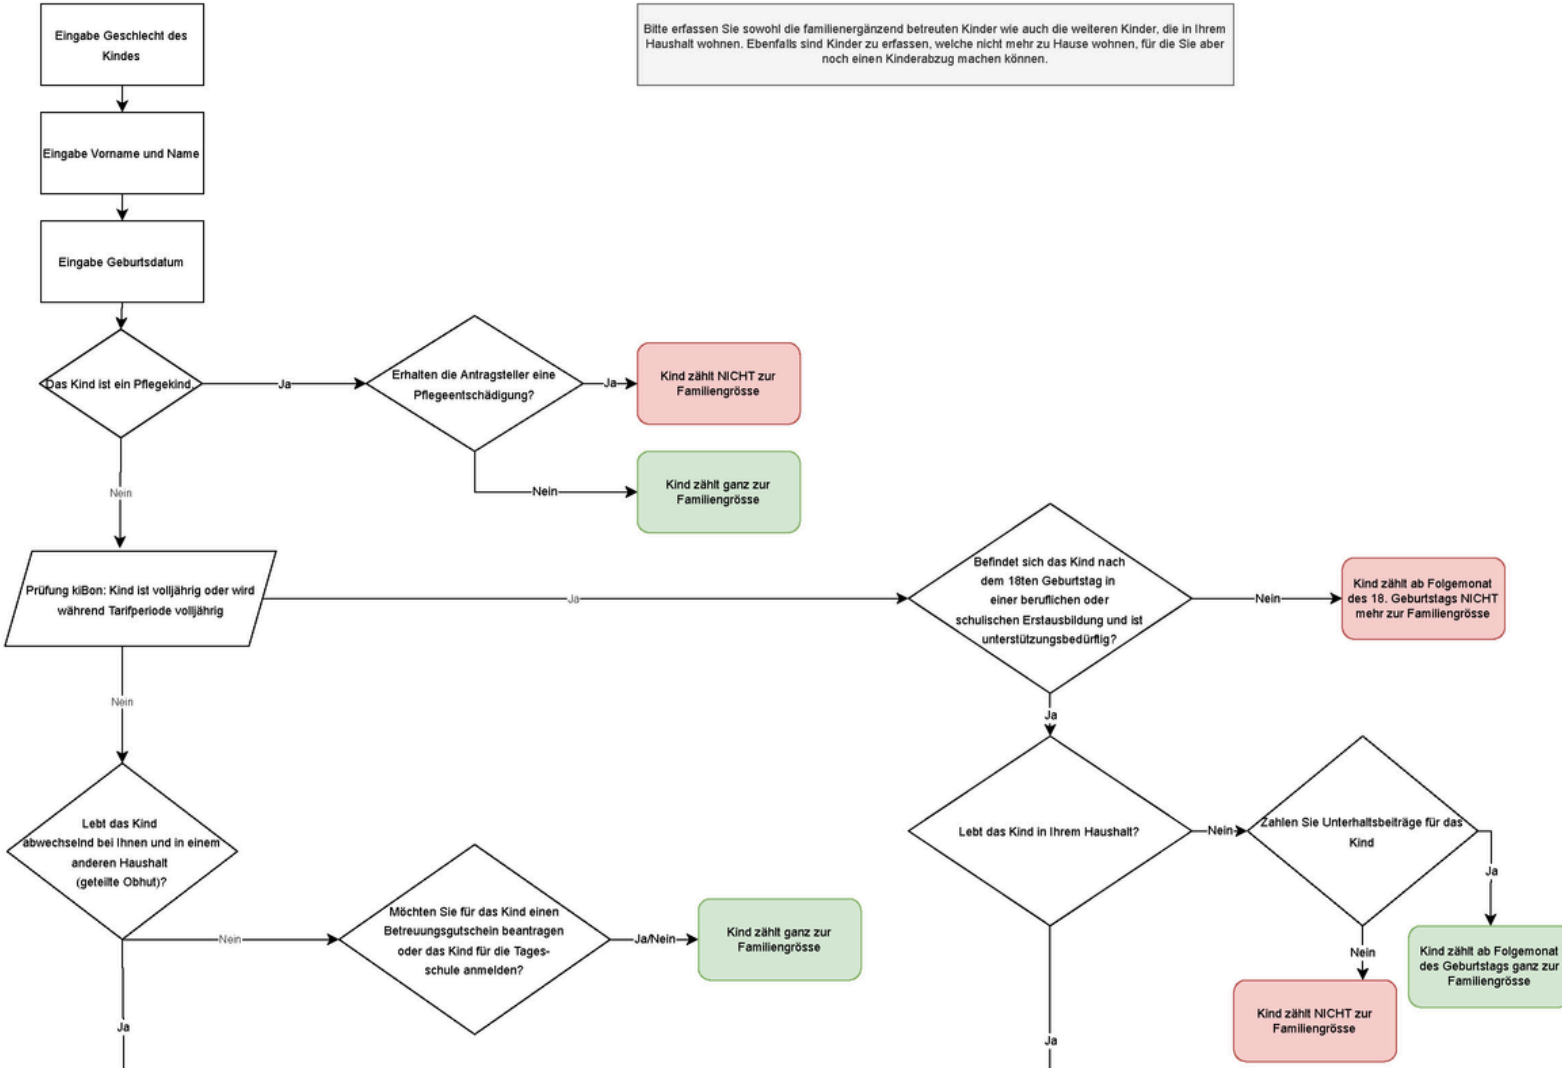 Eingabe Geschlecht des
Kindes
Bitte erfassen Sie sowohl die familienergänzend betreuten Kinder wie auch die weiteren Kinder, die in Ihrem
Haushalt wohnen. Ebenfalls sind Kinder zu erfassen, welche nicht mehr zu Hause wohnen, für die Sie aber
noch einen Kinderabzug machen können.
Eingabe Vorname und Name
Eingabe Geburtsdatum
Das Kind ist ein Pflegekind.
Ja
Erhalten die Antragsteller eine
Pflegeentschädigung?
Ja
Kind zählt NICHT zur
Familiengrösse
Nein
Nein
Kind zählt ganz zur
Familiengrösse
Prüfung kiBon: Kind ist volljährig oder wird
während Tarifperiode volljährig
Ja
Befindet sich das Kind nach
dem 18ten Geburtstag in
einer beruflichen oder
schulischen Erstausbildung und ist
unterstützungsbedürftig?
Nein
Kind zählt ab Folgemonat
des 18. Geburtstags NICHT
mehr zur Familiengrösse
Nein
Ja
Lebt das Kind
abwechselnd bei Ihnen und in einem
anderen Haushalt
(geteilte Obhut)?
Lebt das Kind in Ihrem Haushalt?
Nein
Zahlen Sie Unterhaltsbeiträge für das
Kind
Ja
Nein
Möchten Sie für das Kind einen
Betreuungsgutschein beantragen
oder das Kind für die Tages-
schule anmelden?
Ja/Nein
Kind zählt ganz zur
Familiengrösse
Nein
Kind zählt ab Folgemonat
des Geburtstags ganz zur
Familiengrösse
Kind zählt NICHT zur
Familiengrösse
Ja
Ja